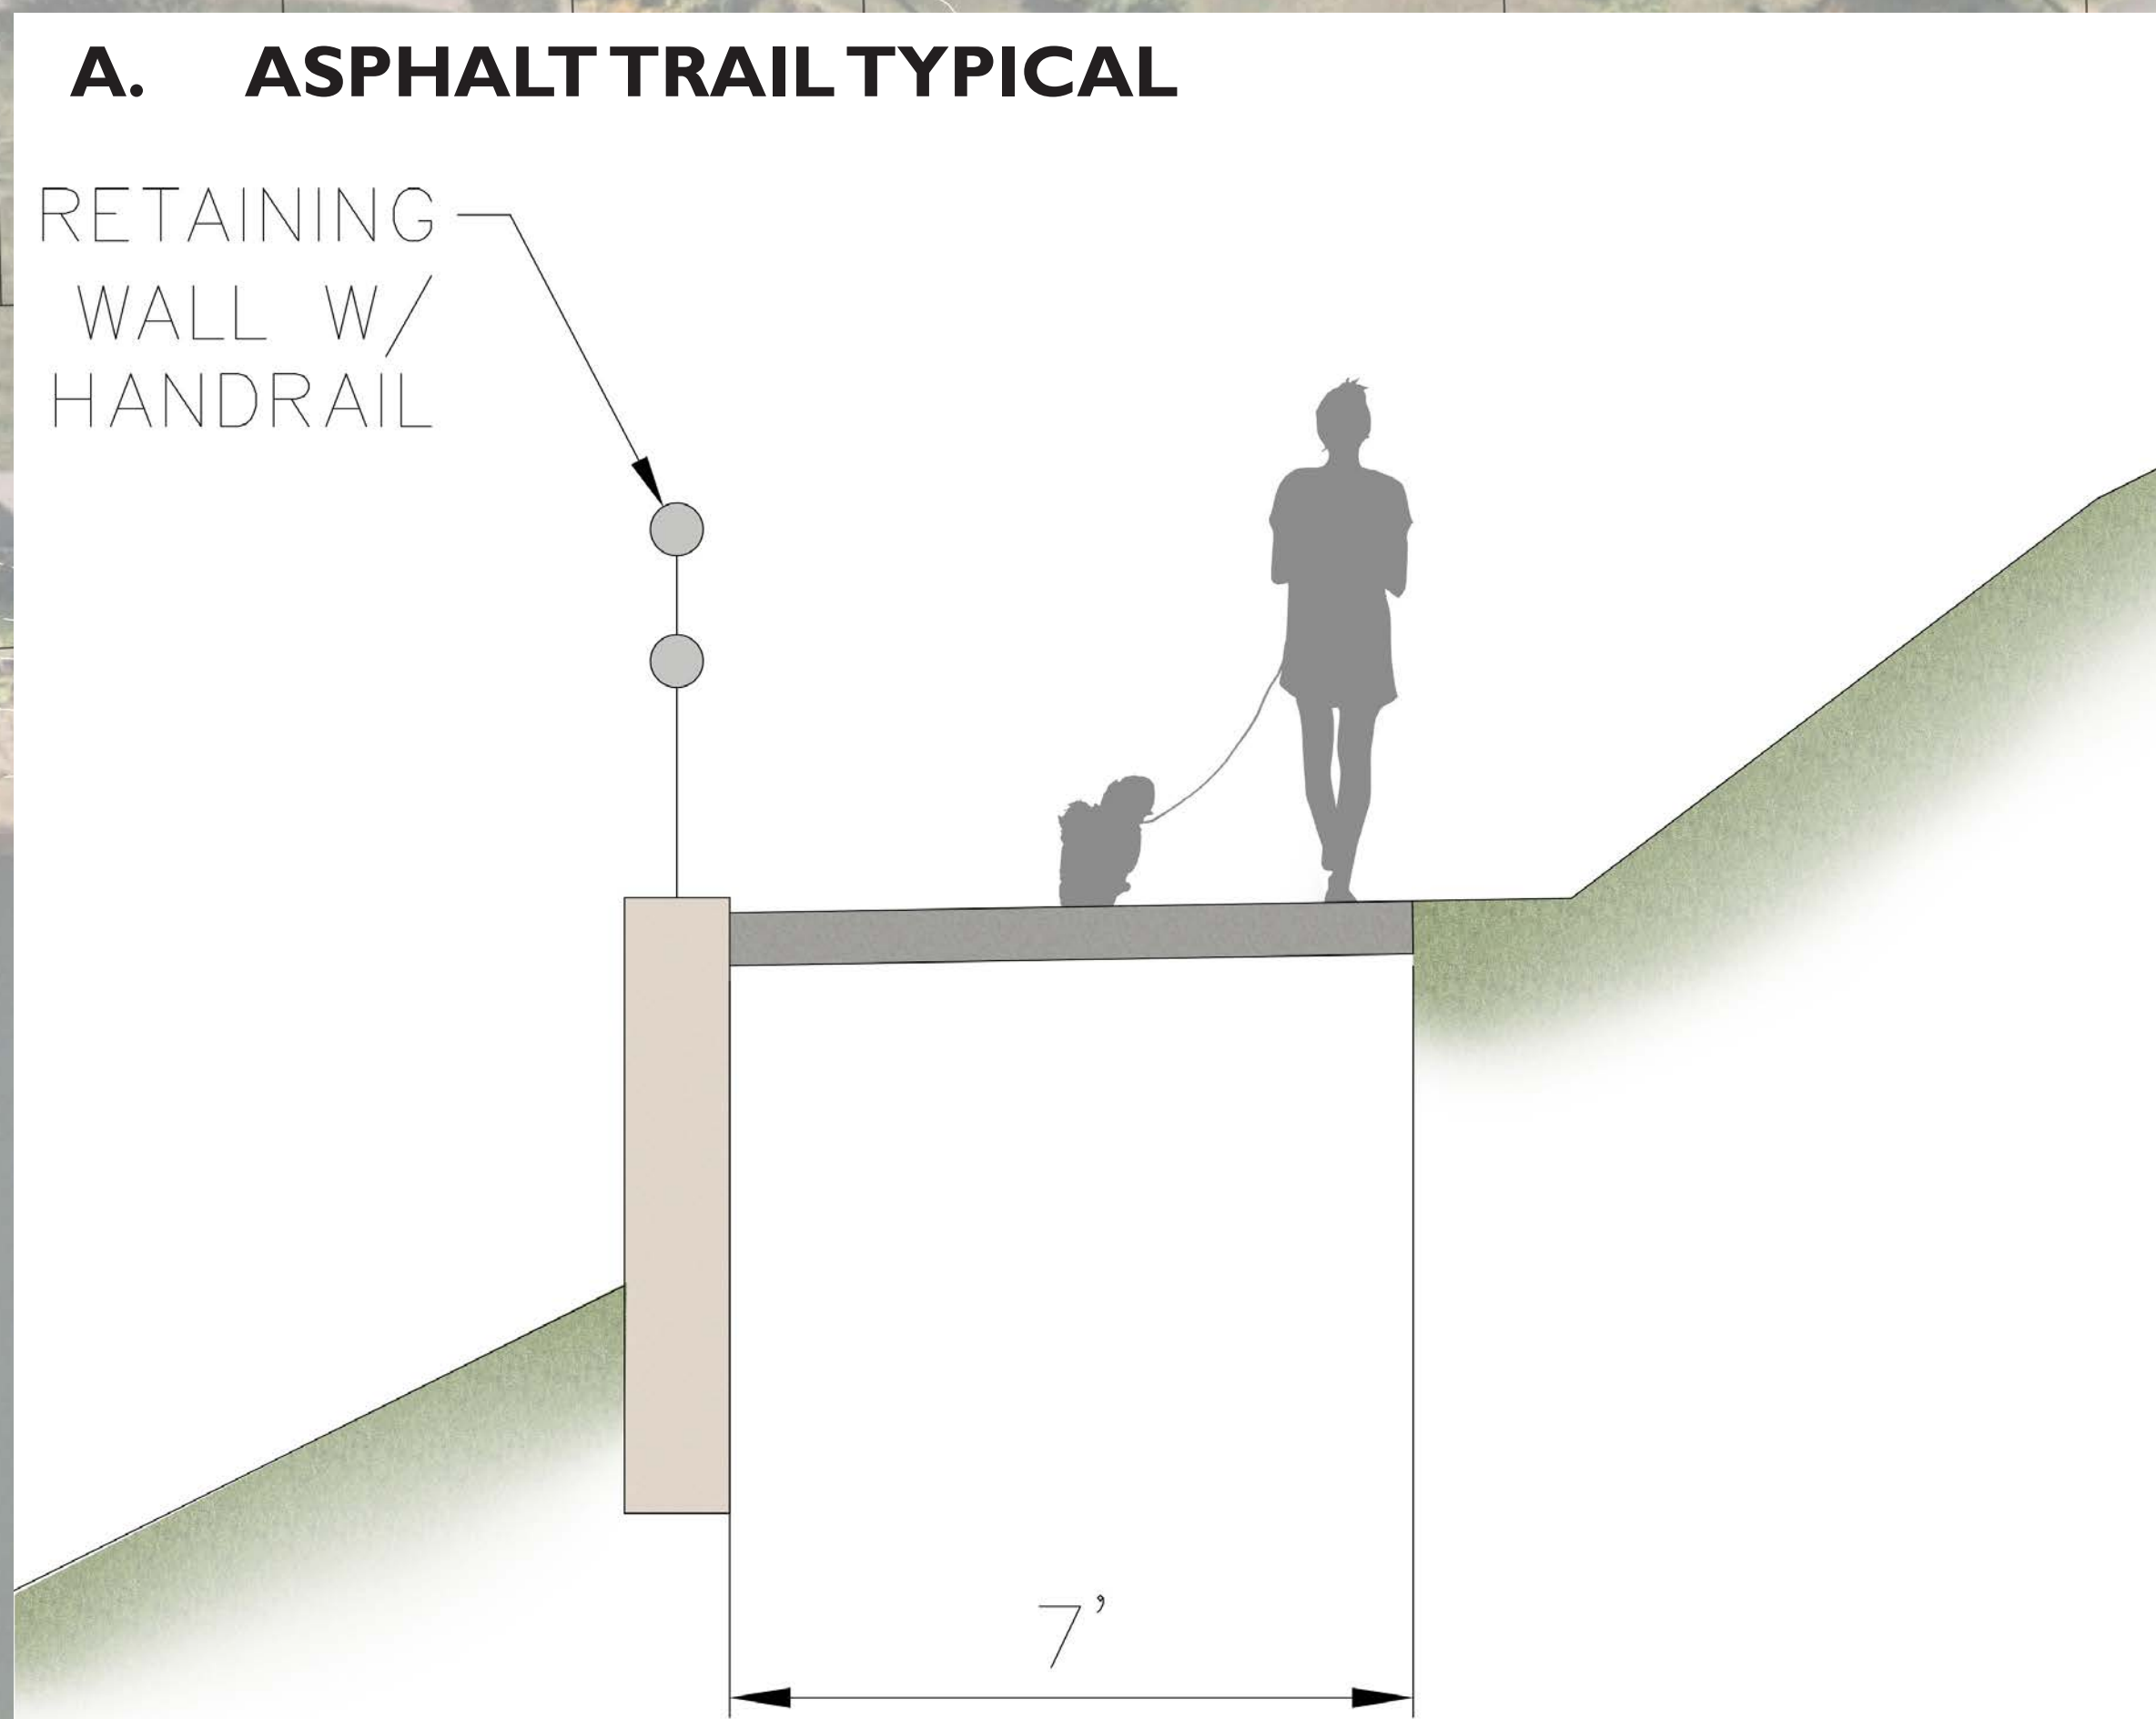 A. ASPHALT TRAIL TYPICAL
RETAINING
WALL W/
HANDRAIL
7'